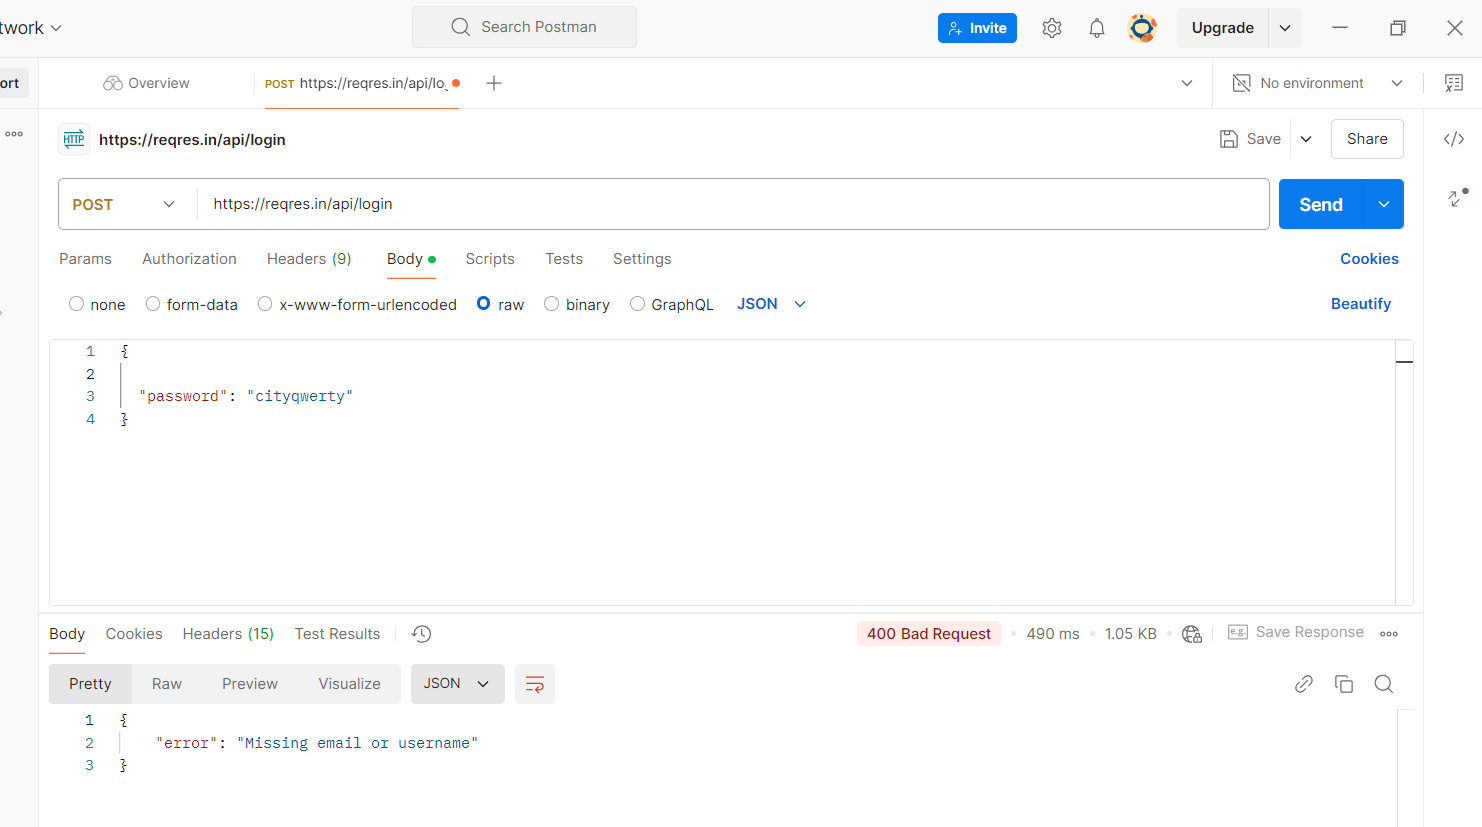 twork
Search Postman
Invite
Upgrade
ort
Overview
POST https://reqres.in/api/lo
No environment
HTTP https://reqres.in/api/login
Save
Share
POST
https://reqres.in/api/login
Send
Params Authorization Headers (9) Body Scripts Tests Settings Cookies
none form-data x-www-form-urlencoded raw binary GraphQL JSON Beautify
1 {
2
3 "password": "cityqwerty"
4 }
Body Cookies Headers (15) Test Results 400 Bad Request 490 ms 1.05 KB e.g. Save Response
Pretty Raw Preview Visualize JSON
1 {
2 "error": "Missing email or username"
3 }